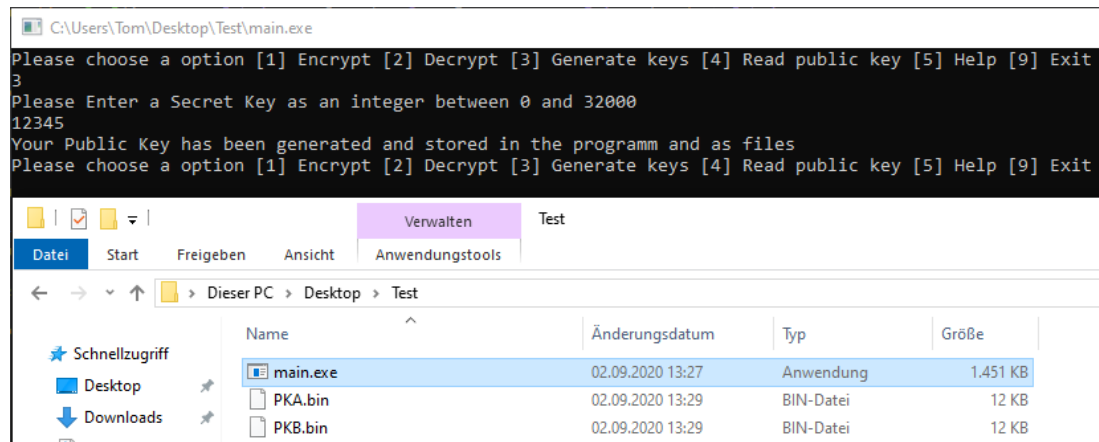 C:\Users\Tom\Desktop\Test\main.exe
Please choose a option [1] Encrypt [2] Decrypt [3] Generate keys [4] Read public key [5] Help [9] Exit
3
Please Enter a Secret Key as an integer between 0 and 32000
12345
Your Public Key has been generated and stored in the programm and as files
Please choose a option [1] Encrypt [2] Decrypt [3] Generate keys [4] Read public key [5] Help [9] Exit
Verwalten Test
Datei Start Freigeben Ansicht Anwendungstools
Dieser PC > Desktop > Test
Name Änderungsdatum Typ Größe
Schnellzugriff
main.exe 02.09.2020 13:27 Anwendung 1.451 KB
Desktop
PKA.bin 02.09.2020 13:29 BIN-Datei 12 KB
Downloads
PKB.bin 02.09.2020 13:29 BIN-Datei 12 KB